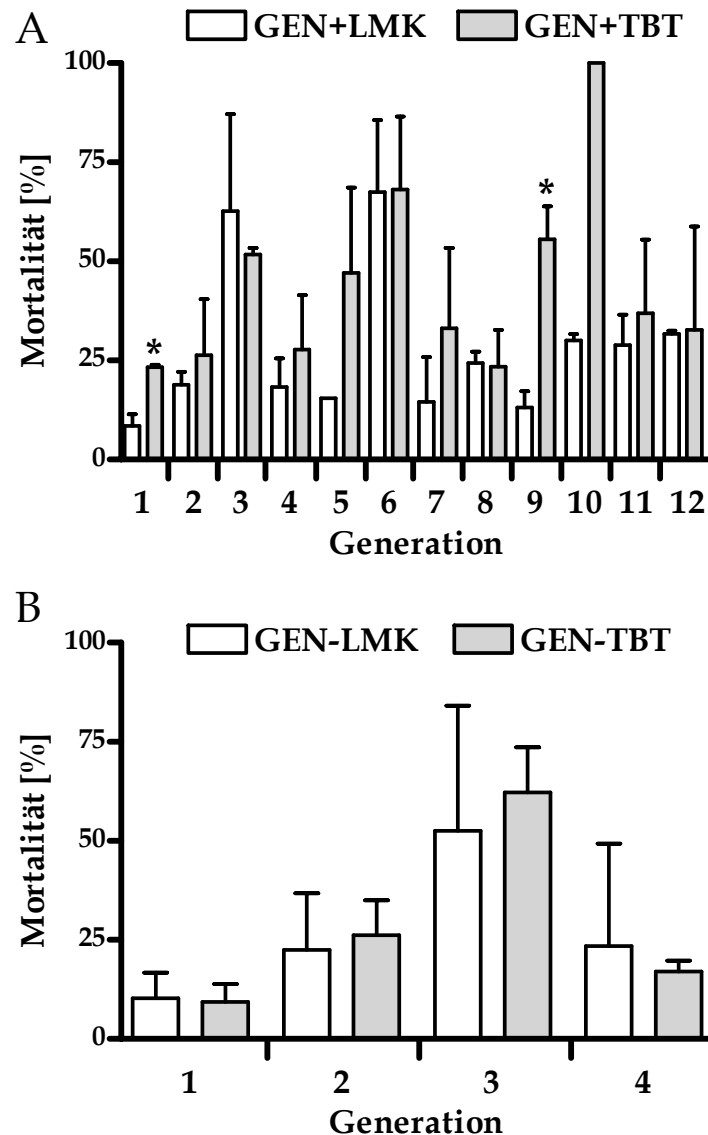 A
GEN+LMK GEN+TBT
Mortalität [%]
100
75
50
25
0
* *
1 2 3 4 5 6 7 8 9 10 11 12
Generation
B
GEN-LMK GEN-TBT
Mortalität [%]
100
75
50
25
0
1 2 3 4
Generation